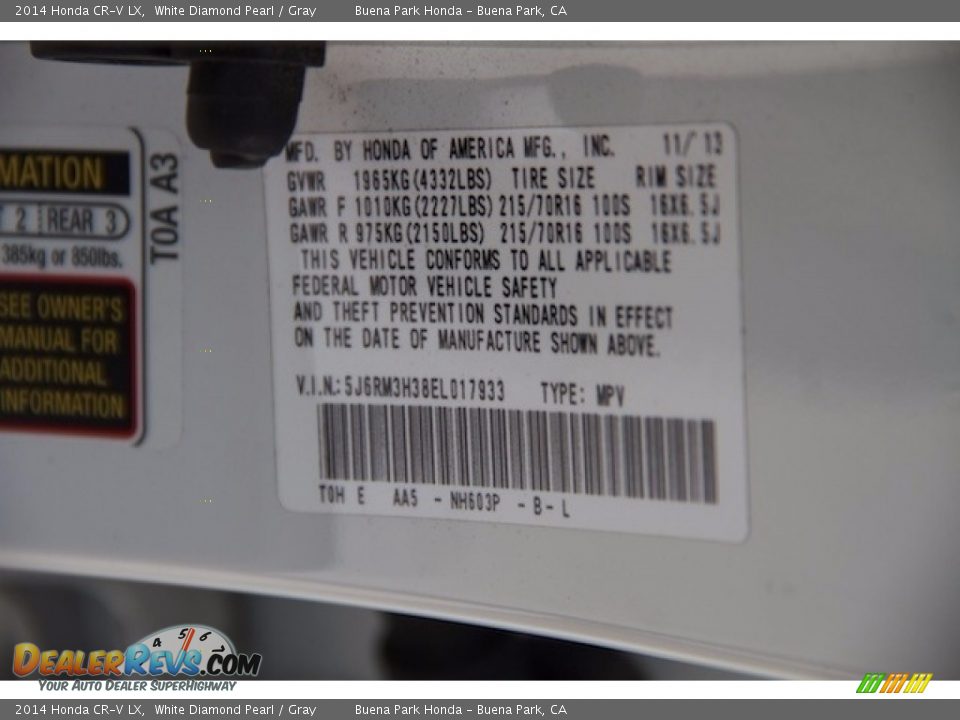 2014 Honda CR-V LX, White Diamond Pearl / Gray Buena Park Honda - Buena Park, CA
MATION
2 REAR 3
385kg or 850lbs.
SEE OWNER'S
MANUAL FOR
ADDITIONAL
INFORMATION
T0A A3
MFD. BY HONDA OF AMERICA MFG., INC. 11/ 13
GVWR 1965KG(4332LBS) TIRE SIZE RIM SIZE
GAWR F 1010KG(2227LBS) 215/70R16 100S 16X6.5J
GAWR R 975KG(2150LBS) 215/70R16 100S 16X6.5J
THIS VEHICLE CONFORMS TO ALL APPLICABLE
FEDERAL MOTOR VEHICLE SAFETY
AND THEFT PREVENTION STANDARDS IN EFFECT
ON THE DATE OF MANUFACTURE SHOWN ABOVE.
V.I.N.:5J6RM3H38EL017933 TYPE: MPV
T0H E AA5 - NH603P - B- L
4 5 6
DEALERREVS.COM
YOUR AUTO DEALER SUPERHIGHWAY
2014 Honda CR-V LX, White Diamond Pearl / Gray Buena Park Honda - Buena Park, CA